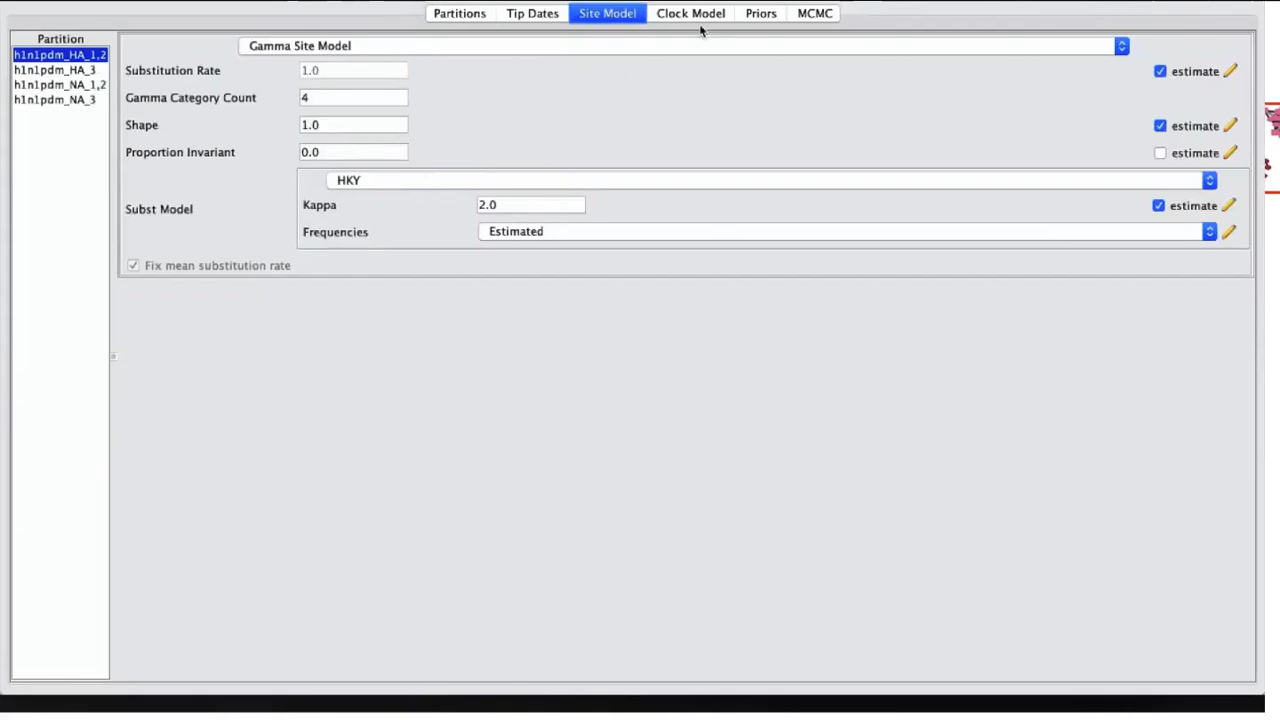 Partitions Tip Dates Site Model Clock Model Priors MCMC
Partition
h1n1pdm_HA_1,2
h1n1pdm_HA_3
h1n1pdm_NA_1,2
h1n1pdm_NA_3
Gamma Site Model
Substitution Rate 1.0 estimate
Gamma Category Count 4
Shape 1.0 estimate
Proportion Invariant 0.0 estimate
Subst Model
HKY
Kappa 2.0 estimate
Frequencies Estimated
Fix mean substitution rate